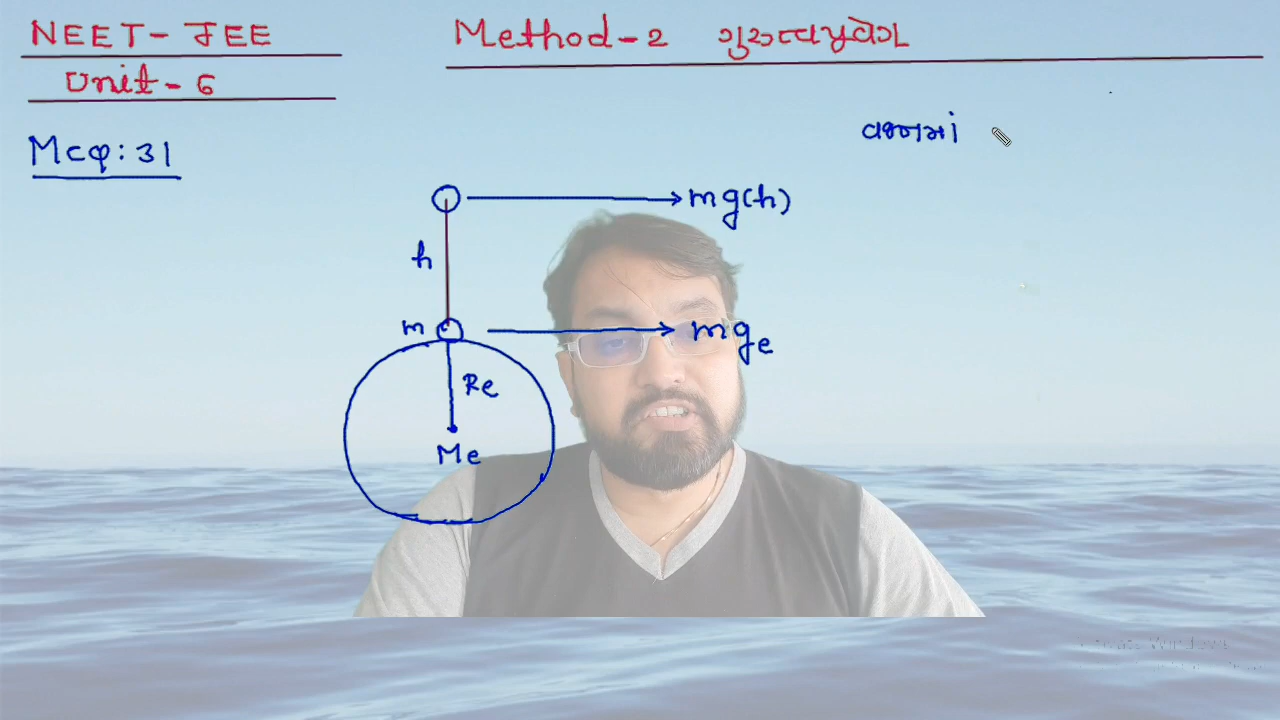 NEET - JEE
Method - 2 ગુરુત્વપ્રવેગ
Unit - 6
વજનમાં
Mcq: 31
mg(h)
h
m
mge
Re
Me